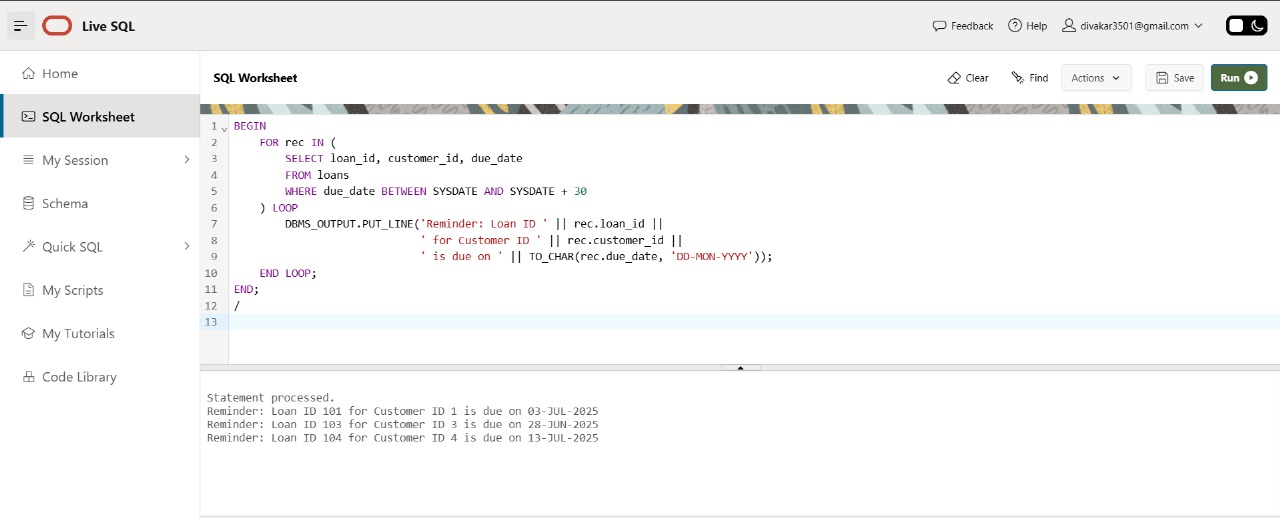 Live SQL
Feedback
Help
divakar3501@gmail.com
Home
SQL Worksheet
My Session
Schema
Quick SQL
My Scripts
My Tutorials
Code Library
SQL Worksheet
Clear
Find
Actions
Save
Run
1 BEGIN
2     FOR rec IN (
3         SELECT loan_id, customer_id, due_date
4         FROM loans
5         WHERE due_date BETWEEN SYSDATE AND SYSDATE + 30
6     ) LOOP
7         DBMS_OUTPUT.PUT_LINE('Reminder: Loan ID ' || rec.loan_id ||
8                              ' for Customer ID ' || rec.customer_id ||
9                              ' is due on ' || TO_CHAR(rec.due_date, 'DD-MON-YYYY'));
10     END LOOP;
11 END;
12 /
13
Statement processed.
Reminder: Loan ID 101 for Customer ID 1 is due on 03-JUL-2025
Reminder: Loan ID 103 for Customer ID 3 is due on 28-JUN-2025
Reminder: Loan ID 104 for Customer ID 4 is due on 13-JUL-2025